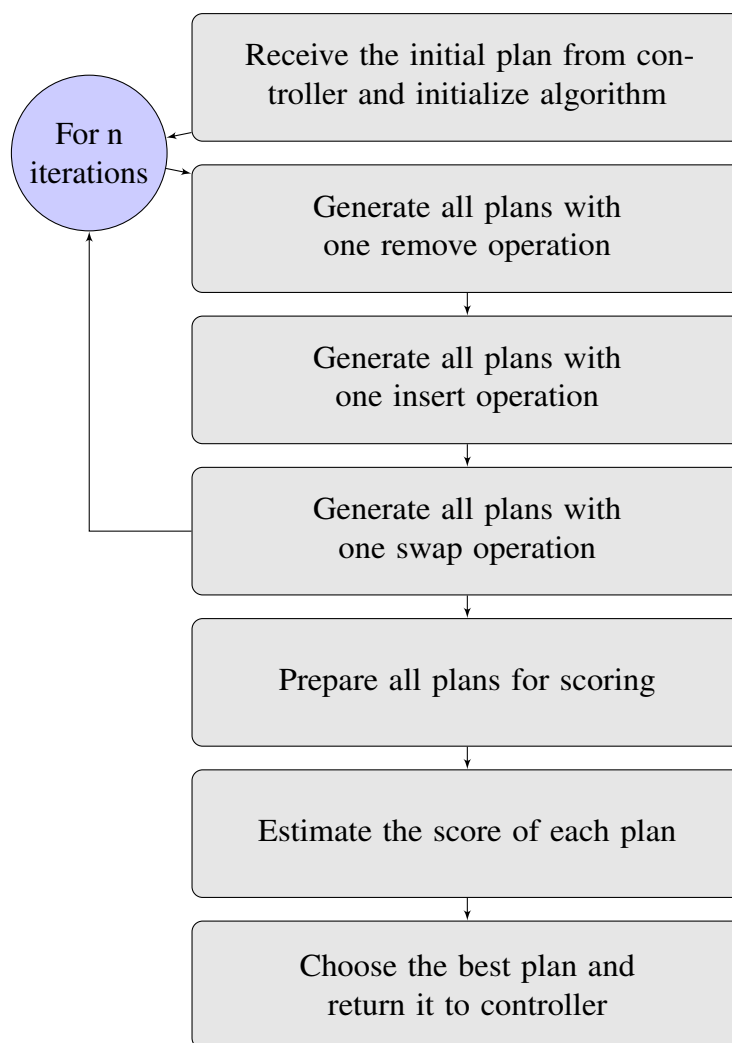 Receive the initial plan from con-
troller and initialize algorithm
For n
iterations
Generate all plans with
one remove operation
Generate all plans with
one insert operation
Generate all plans with
one swap operation
Prepare all plans for scoring
Estimate the score of each plan
Choose the best plan and
return it to controller